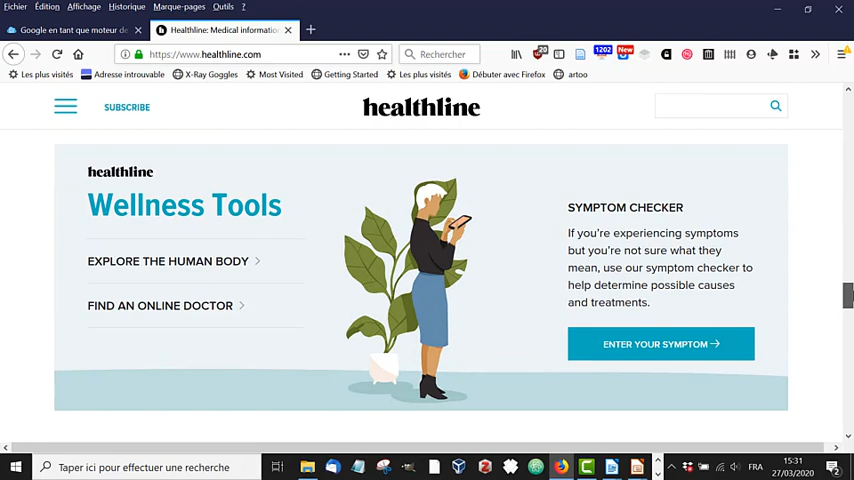 Fichier Édition Affichage Historique Marque-pages Outils ?
Google en tant que moteur de
Healthline: Medical informatio
https://www.healthline.com
Rechercher
20
1202
New
Les plus visités
Adresse introuvable
X-Ray Goggles
Most Visited
Getting Started
Les plus visités
Débuter avec Firefox
artoo
SUBSCRIBE
healthline
healthline
Wellness Tools
EXPLORE THE HUMAN BODY
FIND AN ONLINE DOCTOR
SYMPTOM CHECKER
If you're experiencing symptoms
but you're not sure what they
mean, use our symptom checker to
help determine possible causes
and treatments.
ENTER YOUR SYMPTOM
Taper ici pour effectuer une recherche
FRA
15:31
27/03/2020
2